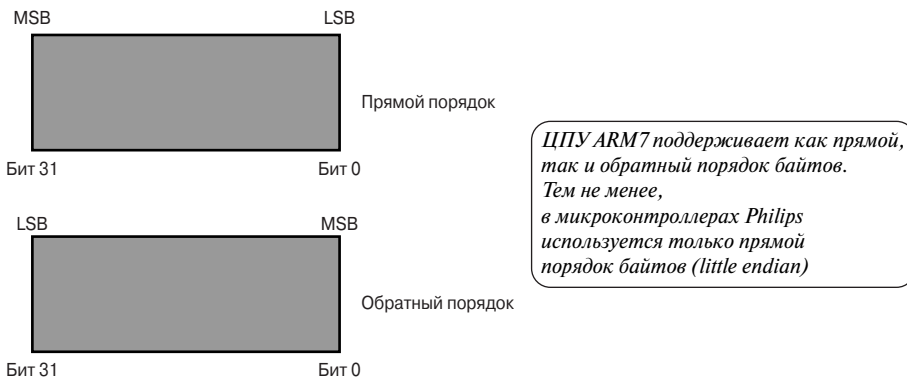 MSB LSB
Прямой порядок
Бит 31 Бит 0
LSB MSB
Обратный порядок
Бит 31 Бит 0
ЦПУ ARM7 поддерживает как прямой,
так и обратный порядок байтов.
Тем не менее,
в микроконтроллерах Philips
используется только прямой
порядок байтов (little endian)